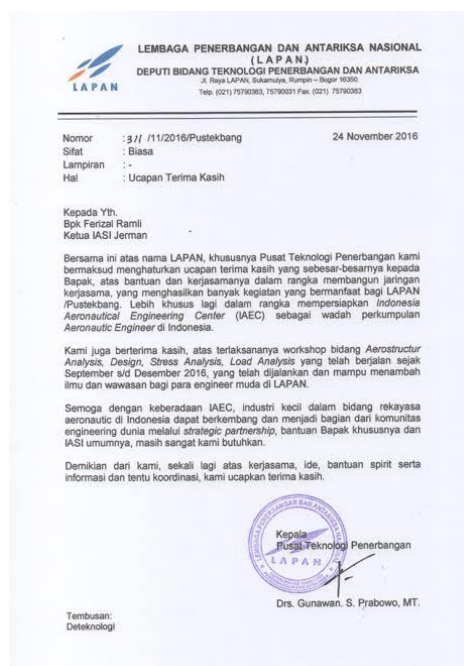 LAPAN
LEMBAGA PENERBANGAN DAN ANTARIKSA NASIONAL
(LAPAN)
DEPUTI BIDANG TEKNOLOGI PENERBANGAN DAN ANTARIKSA
Jl. Raya LAPAN, Sukamulya, Rumpin – Bogor 16350.
Telp. (021) 75790383, 75790031 Fax. (021) 75790383
Nomor : 311 /11/2016/Pustekbang 24 November 2016
Sifat : Biasa
Lampiran : -
Hal : Ucapan Terima Kasih
Kepada Yth.
Bpk Ferizal Ramli
Ketua IASI Jerman
Bersama ini atas nama LAPAN, khususnya Pusat Teknologi Penerbangan kami
bermaksud menghaturkan ucapan terima kasih yang sebesar-besarnya kepada
Bapak, atas bantuan dan kerjasamanya dalam rangka membangun jaringan
kerjasama, yang menghasilkan banyak kegiatan yang bermanfaat bagi LAPAN
/Pustekbang. Lebih khusus lagi dalam rangka mempersiapkan Indonesia
Aeronautical Engineering Center (IAEC) sebagai wadah perkumpulan
Aeronautic Engineer di Indonesia.
Kami juga berterima kasih, atas terlaksananya workshop bidang Aerostructur
Analysis, Design, Stress Analysis, Load Analysis yang telah berjalan sejak
September s/d Desember 2016, yang telah dijalankan dan mampu menambah
ilmu dan wawasan bagi para engineer muda di LAPAN.
Semoga dengan keberadaan IAEC, industri kecil dalam bidang rekayasa
aeronautic di Indonesia dapat berkembang dan menjadi bagian dari komunitas
engineering dunia melalui strategic partnership, bantuan Bapak khususnya dan
IASI umumnya, masih sangat kami butuhkan.
Demikian dari kami, sekali lagi atas kerjasama, ide, bantuan spirit serta
informasi dan tentu koordinasi, kami ucapkan terima kasih.
Kepala
Pusat Teknologi Penerbangan
LAPAN
Drs. Gunawan. S. Prabowo, MT.
Tembusan:
Deteknologi